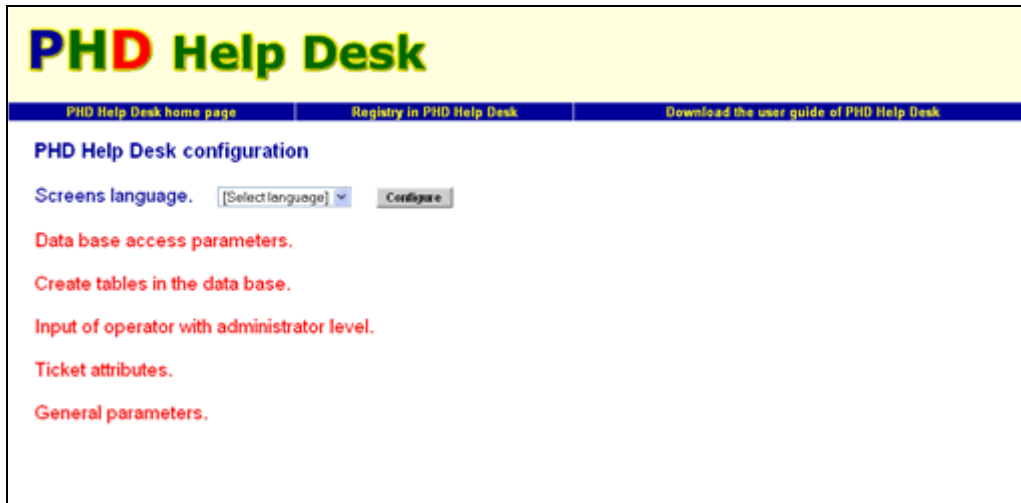 PHD Help Desk
PHD Help Desk home page Registry in PHD Help Desk Download the user guide of PHD Help Desk
PHD Help Desk configuration
Screens language. [Select language] Configure
Data base access parameters.
Create tables in the data base.
Input of operator with administrator level.
Ticket attributes.
General parameters.